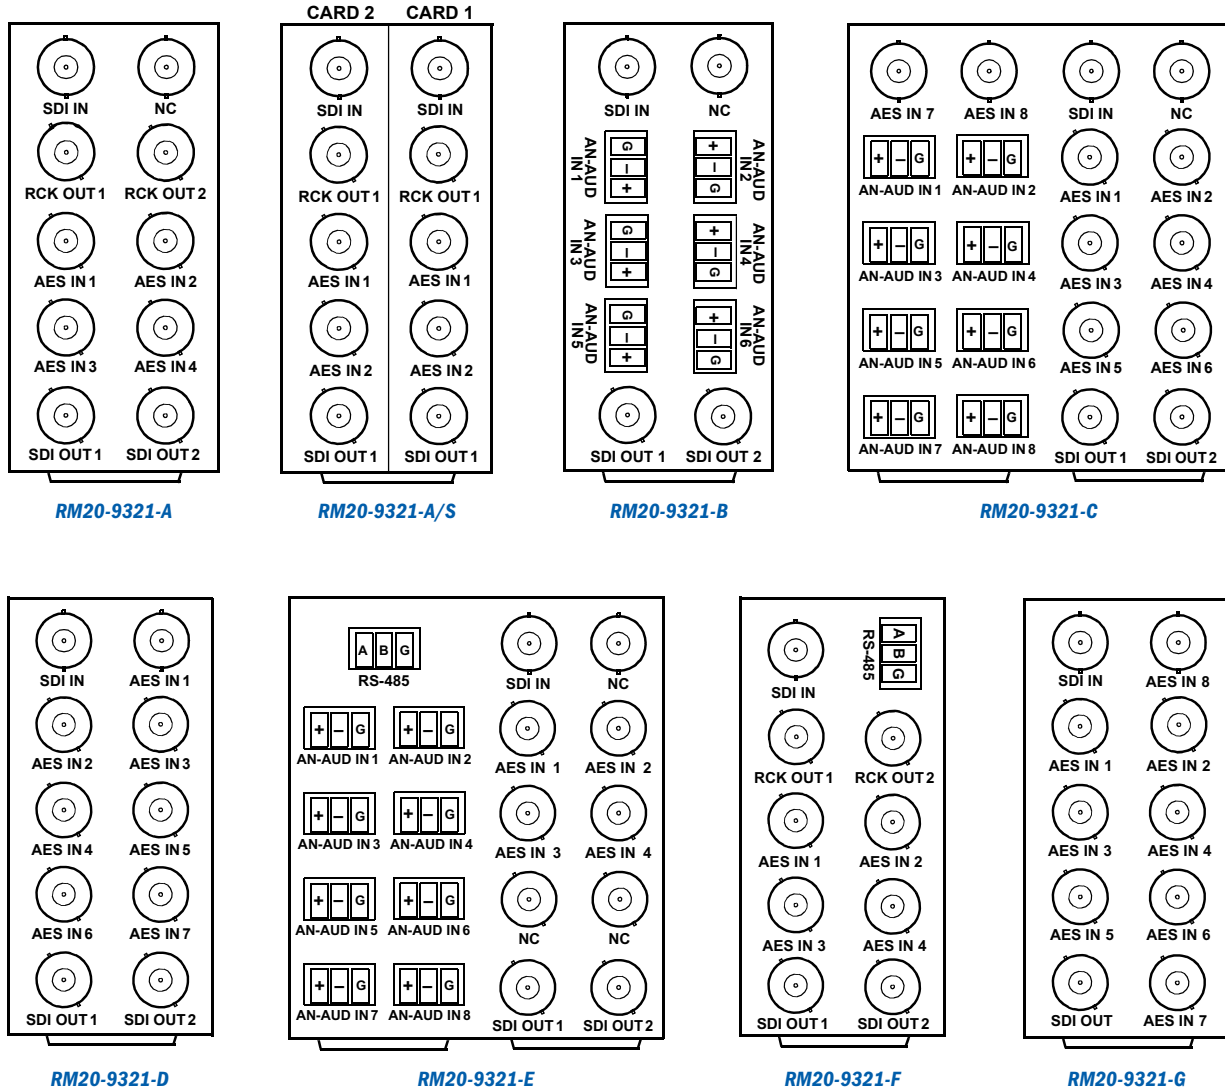 CARD 2 CARD 1
SDI IN NC
RCK OUT 1 RCK OUT 2
AES IN 1 AES IN 2
AES IN 3 AES IN 4
SDI OUT 1 SDI OUT 2
RM20-9321-A
SDI IN SDI IN
RCK OUT 1 RCK OUT 1
AES IN 1 AES IN 1
AES IN 2 AES IN 2
SDI OUT 1 SDI OUT 1
RM20-9321-A/S
SDI IN NC
AN-AUD IN 1 G – + + – G AN-AUD IN2
AN-AUD IN 3 G – + + – G AN-AUD IN 4
AN-AUD IN5 G – + + – G AN-AUD IN6
SDI OUT 1 SDI OUT 2
RM20-9321-B
AES IN 7 AES IN 8 SDI IN NC
+ – G + – G
AN-AUD IN 1 AN-AUD IN 2 AES IN 1 AES IN 2
+ – G + – G
AN-AUD IN 3 AN-AUD IN 4 AES IN 3 AES IN 4
+ – G + – G
AN-AUD IN 5 AN-AUD IN 6 AES IN 5 AES IN 6
+ – G + – G
AN-AUD IN 7 AN-AUD IN 8 SDI OUT 1 SDI OUT 2
RM20-9321-C
SDI IN AES IN 1
AES IN 2 AES IN 3
AES IN 4 AES IN 5
AES IN 6 AES IN 7
SDI OUT 1 SDI OUT 2
RM20-9321-D
A B G
RS-485 SDI IN NC
+ – G + – G
AN-AUD IN 1 AN-AUD IN 2 AES IN 1 AES IN 2
+ – G + – G
AN-AUD IN 3 AN-AUD IN 4 AES IN 3 AES IN 4
+ – G + – G
AN-AUD IN 5 AN-AUD IN 6 NC NC
+ – G + – G
AN-AUD IN 7 AN-AUD IN 8 SDI OUT 1 SDI OUT 2
RM20-9321-E
RS-485 A B G
SDI IN
RCK OUT 1 RCK OUT 2
AES IN 1 AES IN 2
AES IN 3 AES IN 4
SDI OUT 1 SDI OUT 2
RM20-9321-F
SDI IN AES IN 8
AES IN 1 AES IN 2
AES IN 3 AES IN 4
AES IN 5 AES IN 6
SDI OUT AES IN 7
RM20-9321-G